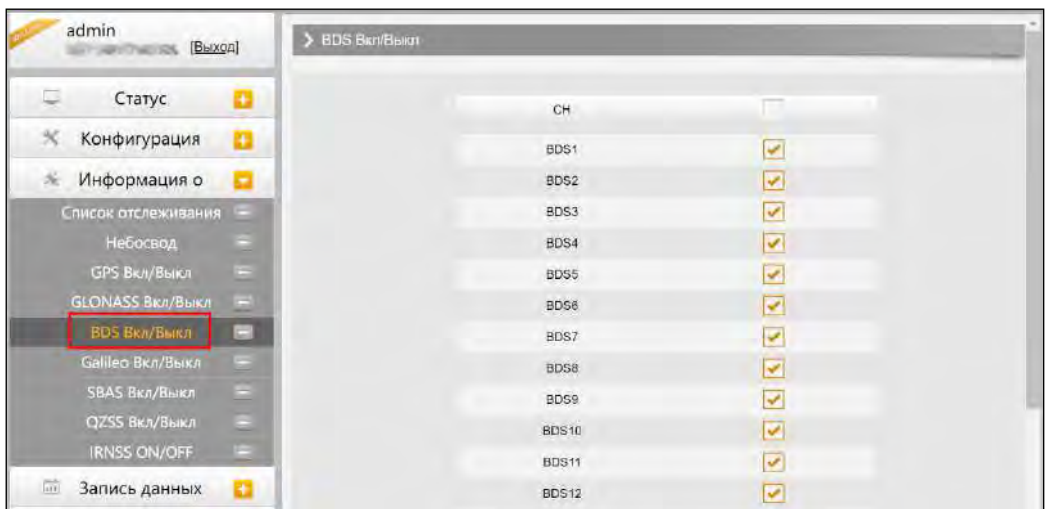 admin
[Выход]
Статус
Конфигурация
Информация о
Список отслеживания
Небосвод
GPS Вкл/Выкл
GLONASS Вкл/Выкл
BDS Вкл/Выкл
Galileo Вкл/Выкл
SBAS Вкл/Выкл
QZSS Вкл/Выкл
IRNSS ON/OFF
Запись данных
BDS Вкл/Выкл
CH
BDS1
BDS2
BDS3
BDS4
BDS5
BDS6
BDS7
BDS8
BDS9
BDS10
BDS11
BDS12